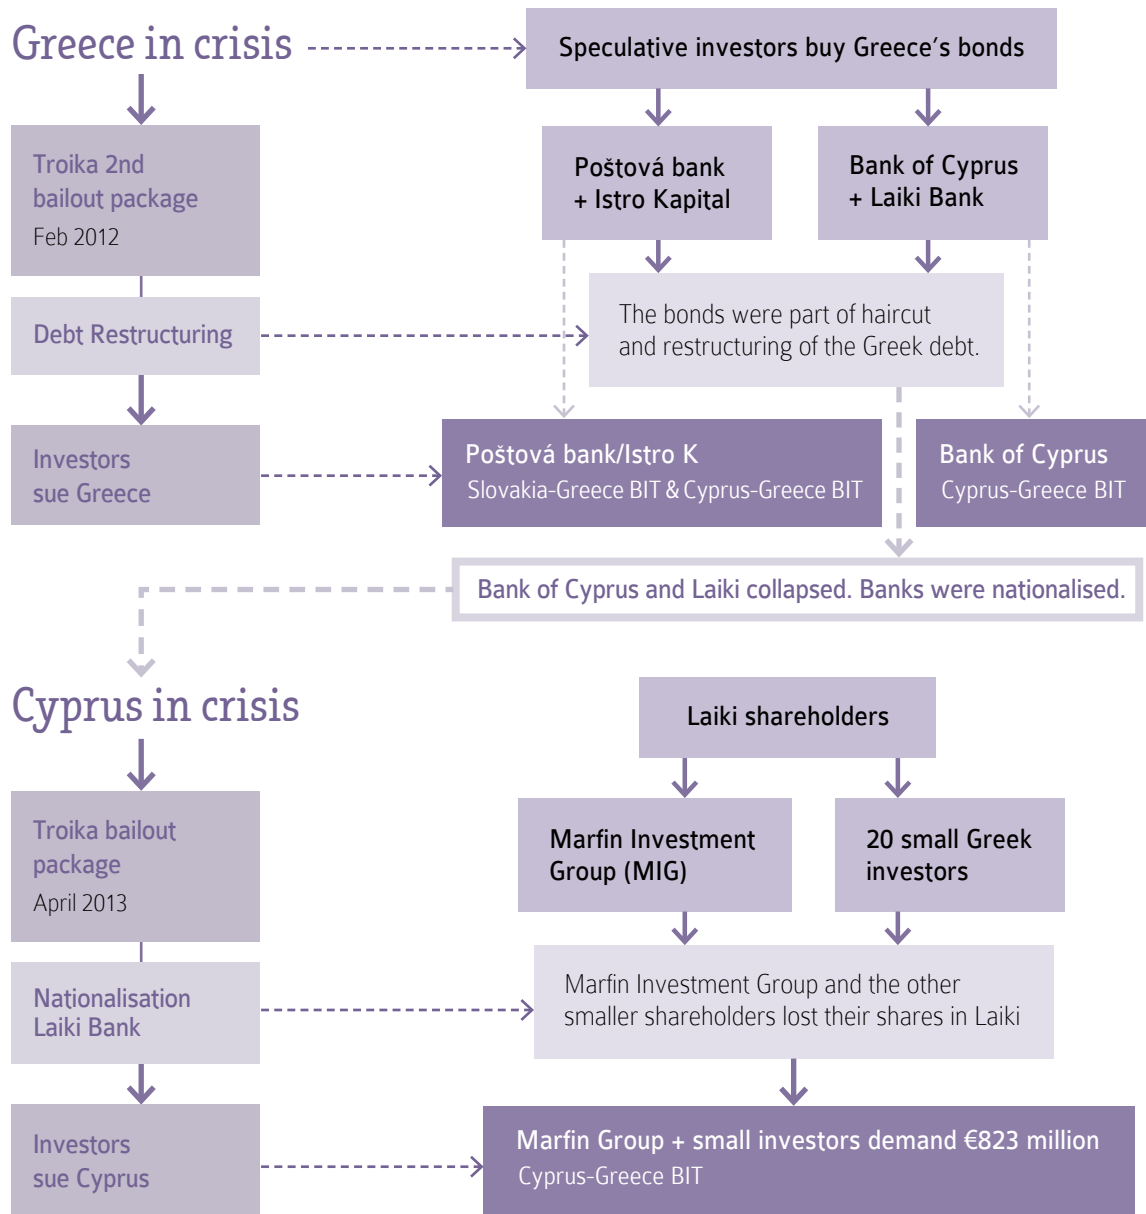 Greece in crisis
Speculative investors buy Greece's bonds
Troika 2nd
bailout package
Feb 2012
Poštová bank
+ Istro Kapital
Bank of Cyprus
+ Laiki Bank
Debt Restructuring
The bonds were part of haircut
and restructuring of the Greek debt.
Investors
sue Greece
Poštová bank/Istro K
Slovakia-Greece BIT & Cyprus-Greece BIT
Bank of Cyprus
Cyprus-Greece BIT
Bank of Cyprus and Laiki collapsed. Banks were nationalised.
Cyprus in crisis
Laiki shareholders
Troika bailout
package
April 2013
Marfin Investment
Group (MIG)
20 small Greek
investors
Nationalisation
Laiki Bank
Marfin Investment Group and the other
smaller shareholders lost their shares in Laiki
Investors
sue Cyprus
Marfin Group + small investors demand €823 million
Cyprus-Greece BIT